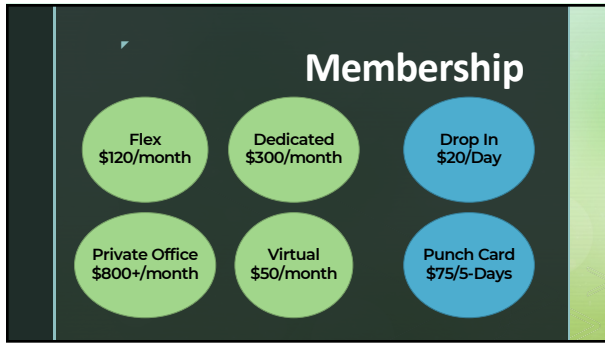 Membership
Flex
$120/month
Dedicated
$300/month
Drop In
$20/Day
Private Office
$800+/month
Virtual
$50/month
Punch Card
$75/5-Days